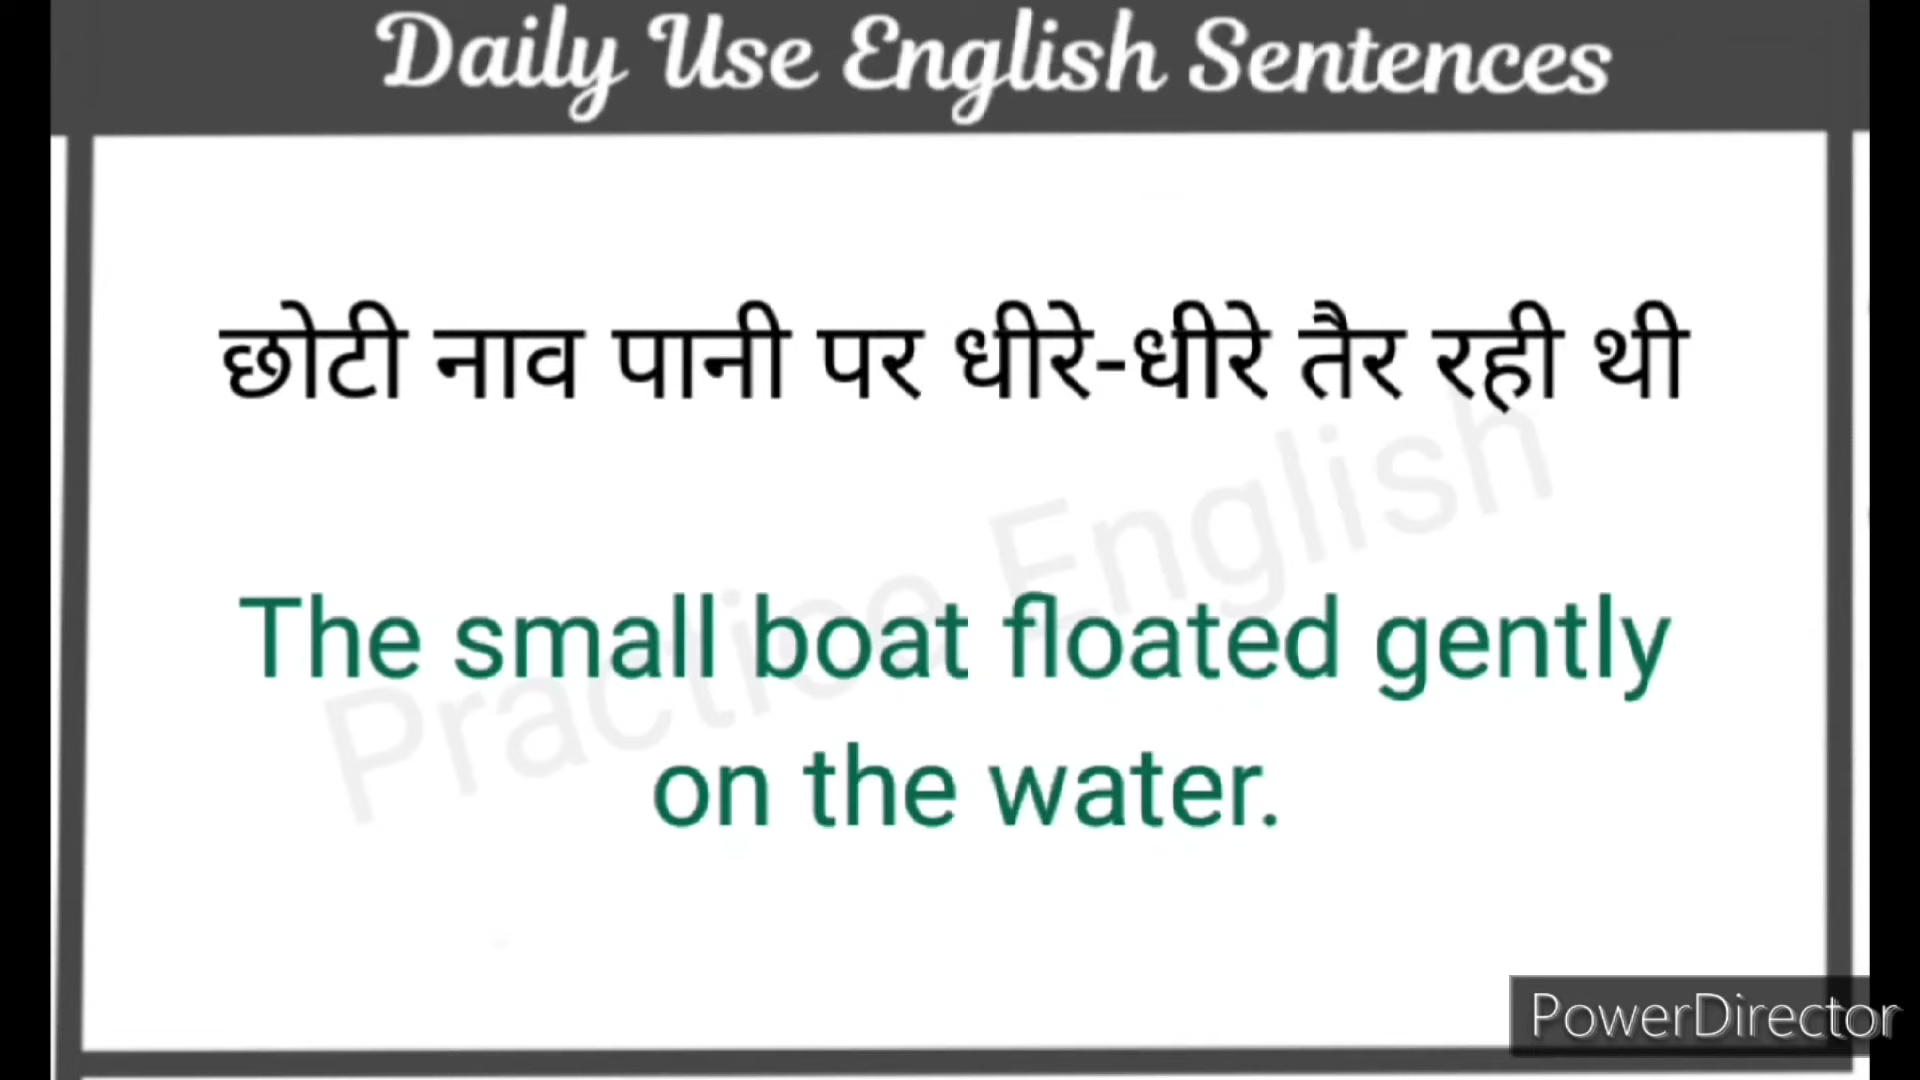 Daily Use English Sentences
छोटी नाव पानी पर धीरे-धीरे तैर रही थी
Practice English
The small boat floated gently
on the water.
PowerDirector